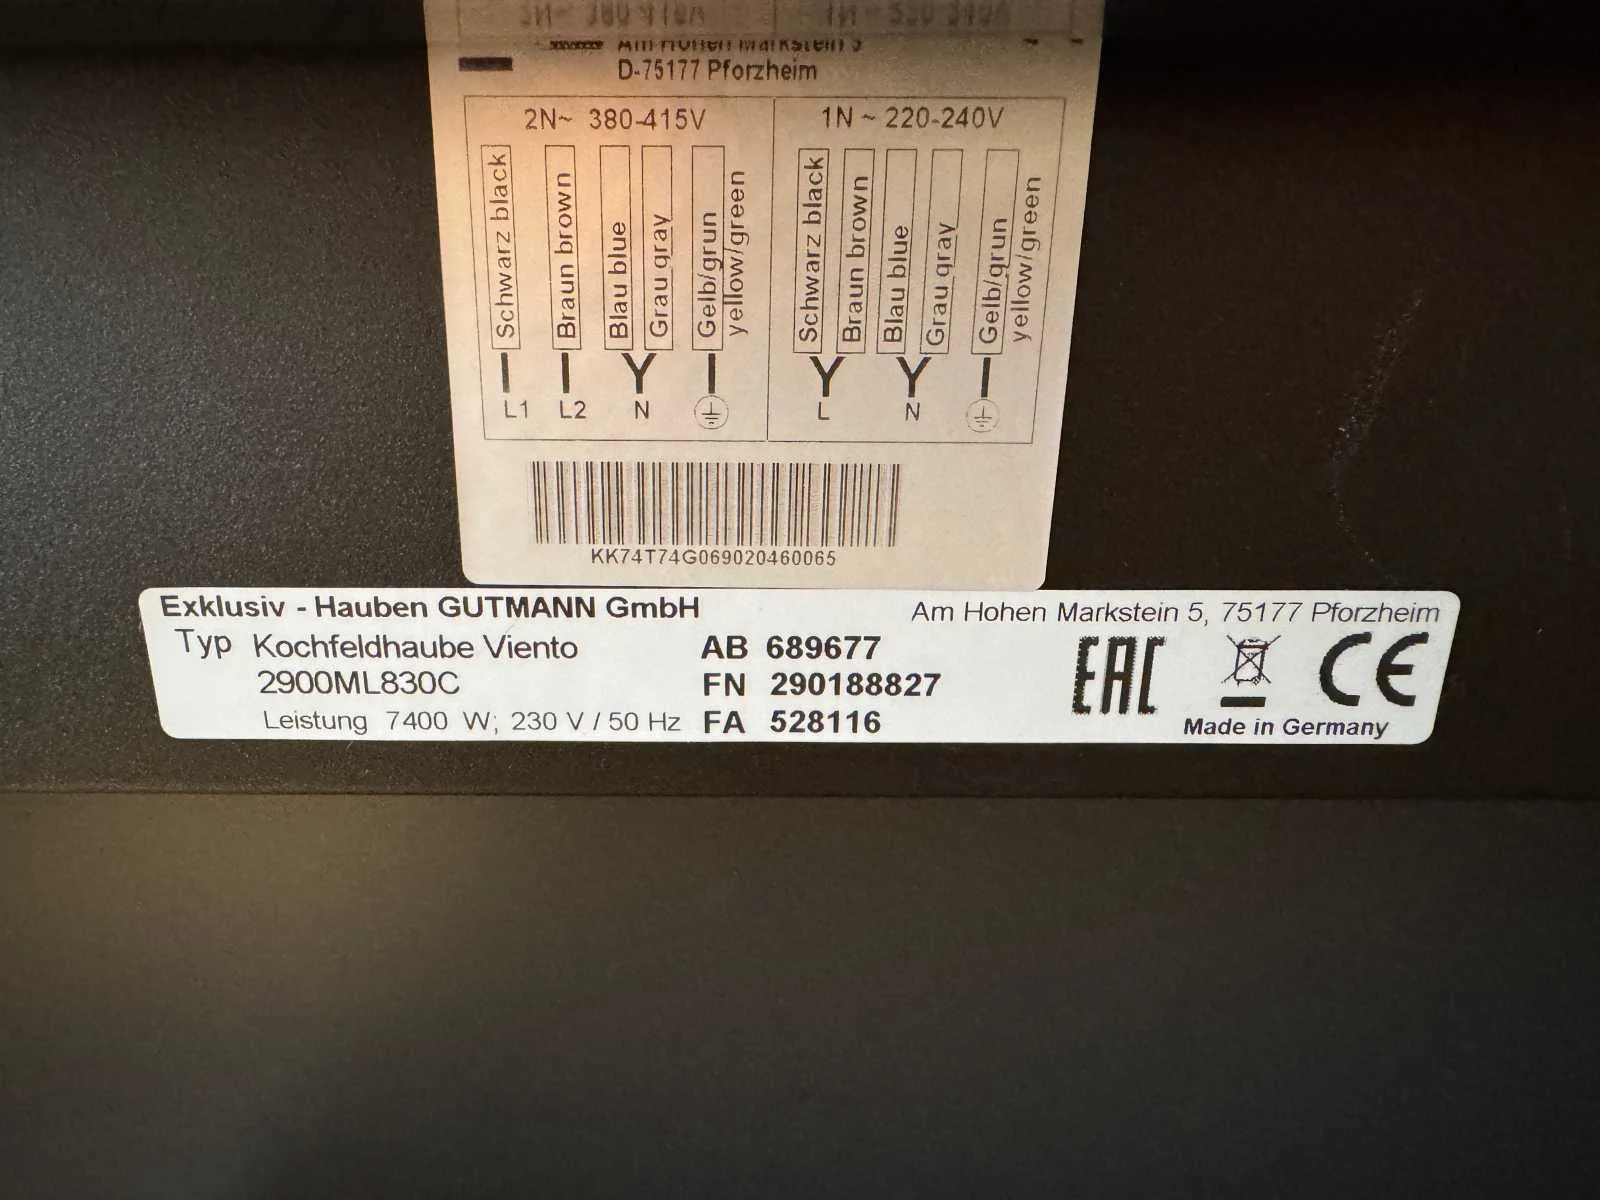 D-75177 Pforzheim
2N~ 380-415V
Schwarz black
Braun brown
Blau blue
Grau gray
Gelb/grun
yellow/green
L1 L2 N
1N ~ 220-240V
Schwarz black
Braun brown
Blau blue
Grau gray
Gelb/grun
yellow/green
L N
KK74T74G069020460065
Exklusiv - Hauben GUTMANN GmbH
Am Hohen Markstein 5, 75177 Pforzheim
Typ Kochfeldhaube Viento
2900ML830C
Leistung 7400 W; 230 V / 50 Hz
AB 689677
FN 290188827
FA 528116
EAC CE
Made in Germany